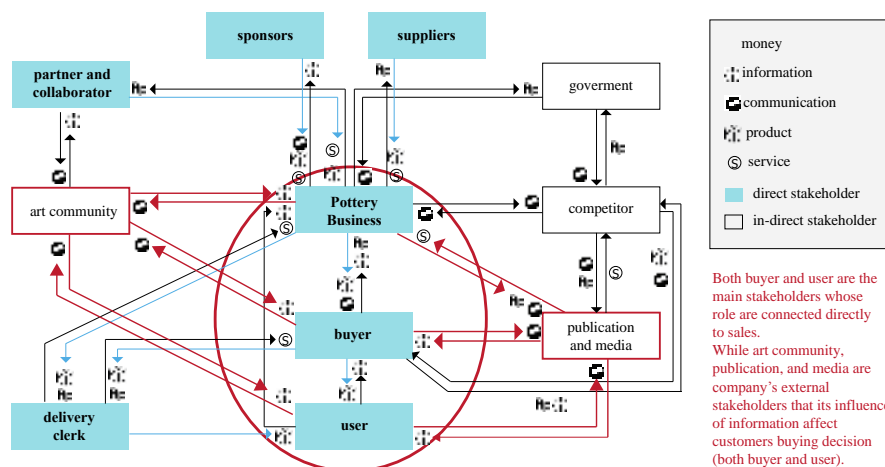 sponsors
suppliers
partner and
collaborator
goverment
art community
Pottery
Business
competitor
buyer
publication
and media
delivery
clerk
user
money
information
communication
product
S service
direct stakeholder
in-direct stakeholder
Both buyer and user are the
main stakeholders whose
role are connected directly
to sales.
While art community,
publication, and media are
company's external
stakeholders that its influence
of information affect
customers buying decision
(both buyer and user).